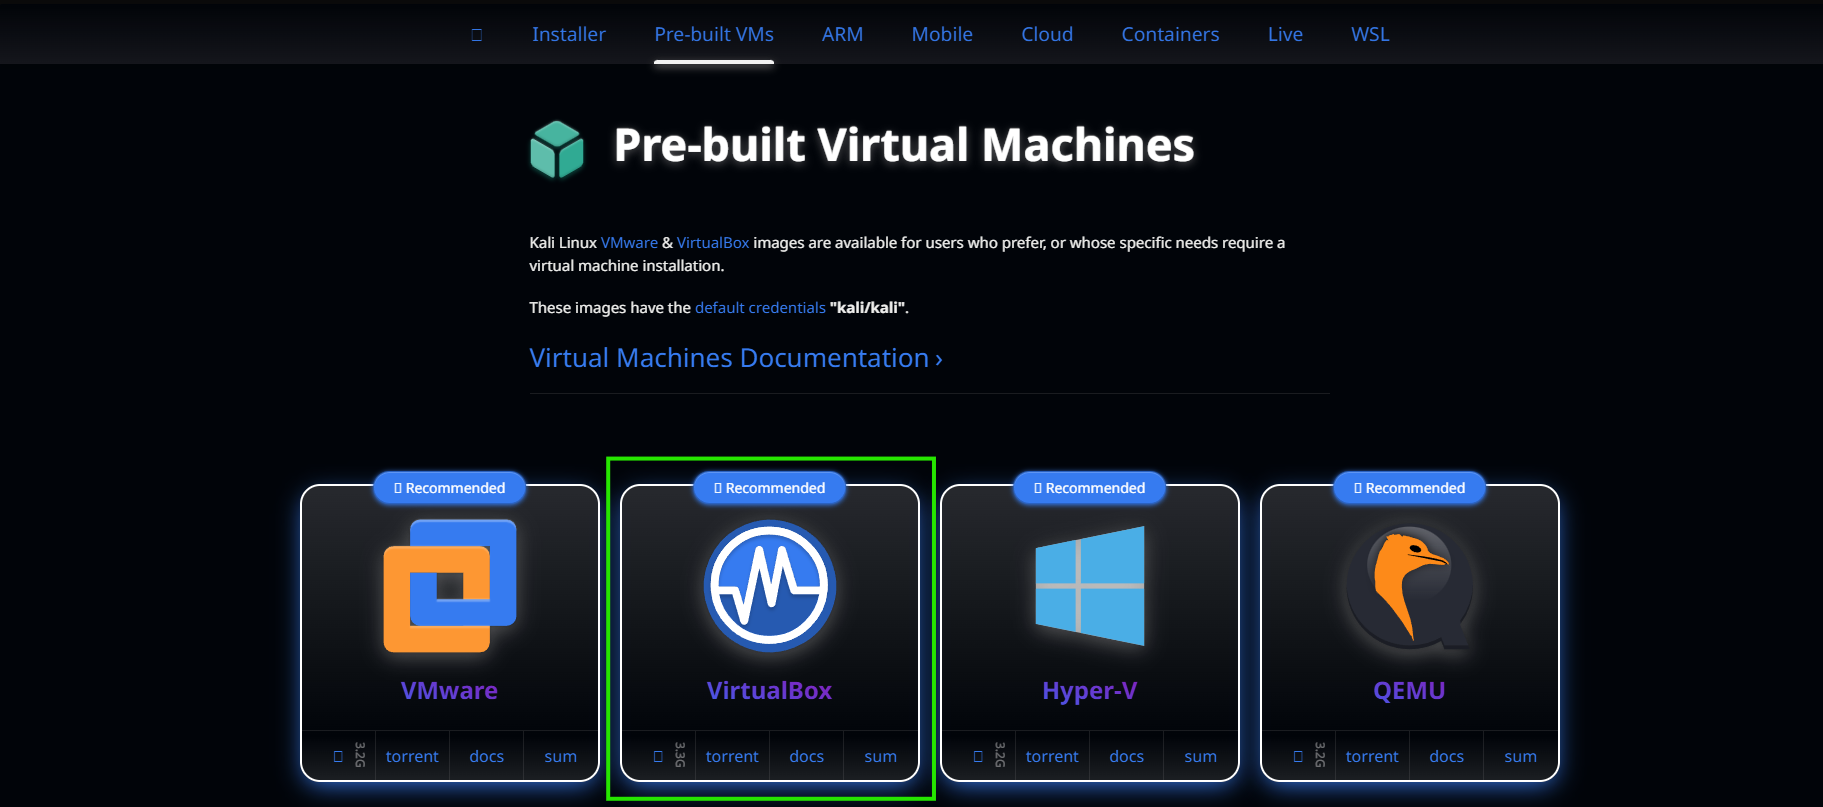 Installer Pre-built VMs ARM Mobile Cloud Containers Live WSL
Pre-built Virtual Machines
Kali Linux VMware & VirtualBox images are available for users who prefer, or whose specific needs require a
virtual machine installation.
These images have the default credentials "kali/kali".
Virtual Machines Documentation ›
Recommended
VMware
3.2G torrent docs sum
Recommended
VirtualBox
3.3G torrent docs sum
Recommended
Hyper-V
3.2G torrent docs sum
Recommended
QEMU
3.2G torrent docs sum